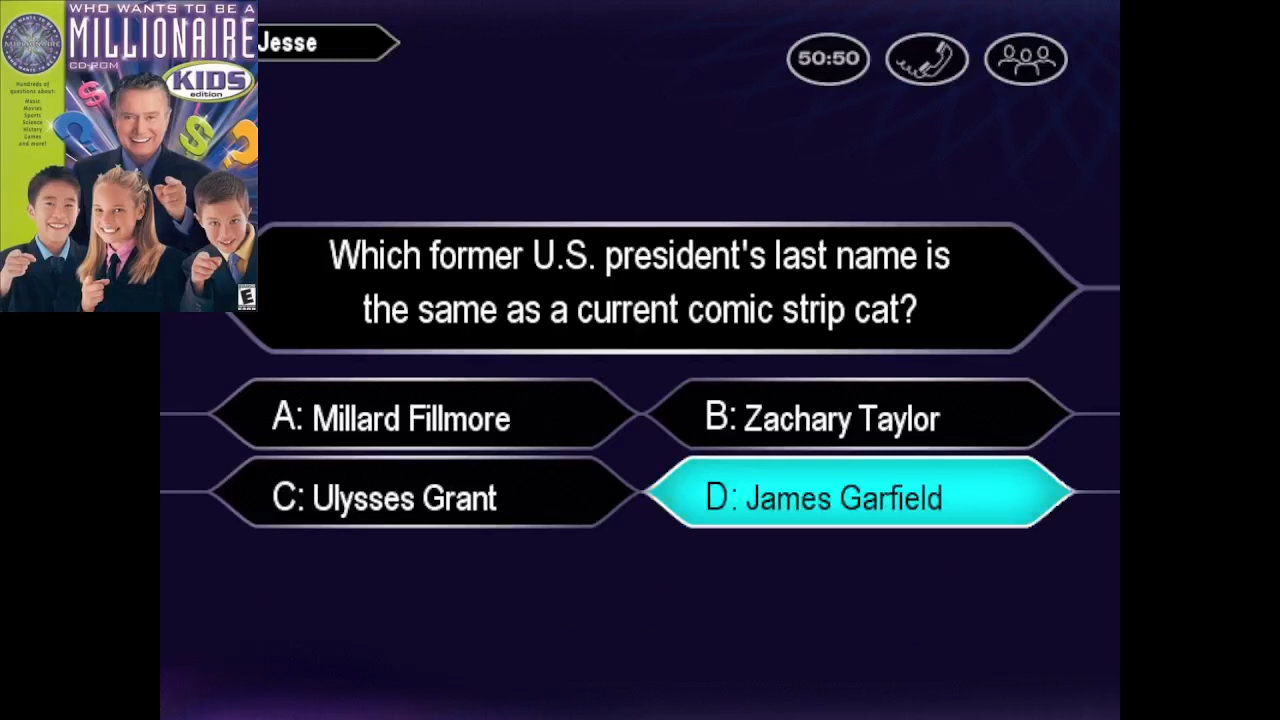 WHO WANTS TO BE A
MILLIONAIRE
CD-ROM
KIDS
edition
Hundreds of
questions about:
Music
Movies
Sports
Science
History
Games
and more!
E
Jesse
50:50
Which former U.S. president's last name is
the same as a current comic strip cat?
A: Millard Fillmore
B: Zachary Taylor
C: Ulysses Grant
D: James Garfield